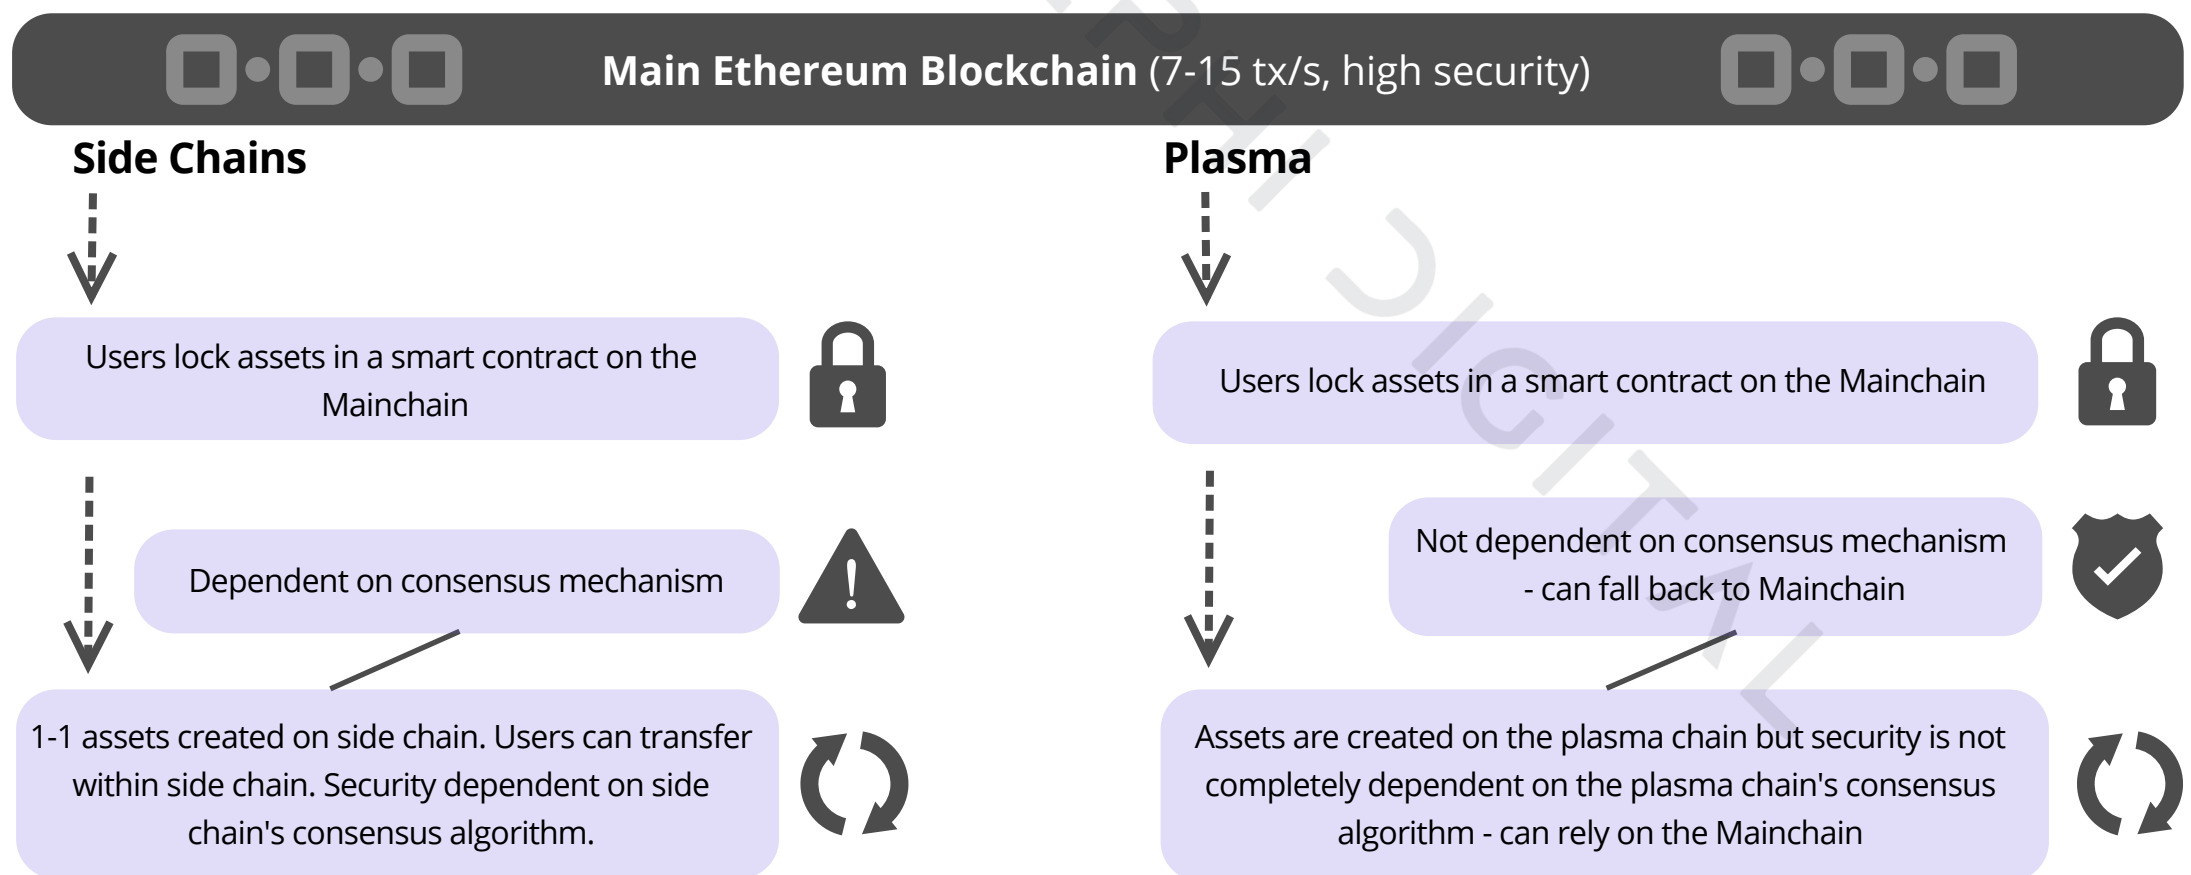 Main Ethereum Blockchain (7-15 tx/s, high security)
Side Chains
Users lock assets in a smart contract on the
Mainchain
Dependent on consensus mechanism
1-1 assets created on side chain. Users can transfer
within side chain. Security dependent on side
chain's consensus algorithm.
Plasma
Users lock assets in a smart contract on the Mainchain
Not dependent on consensus mechanism
- can fall back to Mainchain
Assets are created on the plasma chain but security is not
completely dependent on the plasma chain's consensus
algorithm - can rely on the Mainchain
DIGITAL